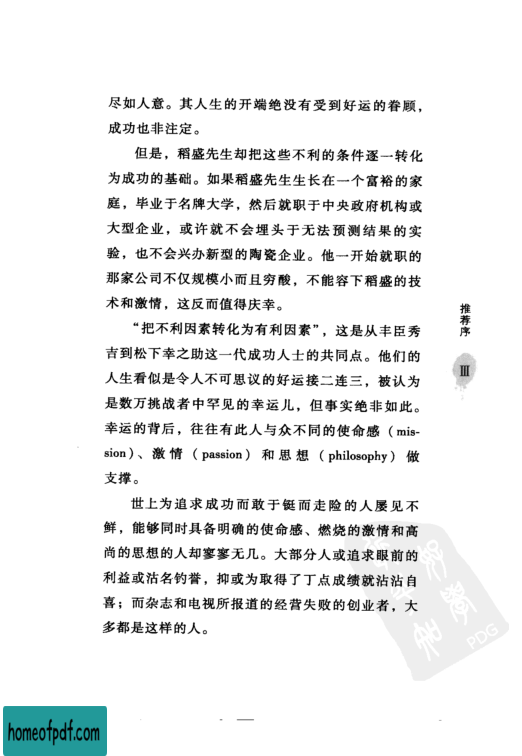 尽如人意。其人生的开端绝没有受到好运的眷顾，
成功也非注定。
但是，稻盛先生却把这些不利的条件逐一转化
为成功的基础。如果稻盛先生生长在一个富裕的家
庭，毕业于名牌大学，然后就职于中央政府机构或
大型企业，或许就不会埋头于无法预测结果的实
验，也不会兴办新型的陶瓷企业。他一开始就职的
那家公司不仅规模小而且穷酸，不能容下稻盛的技
术和激情，这反而值得庆幸。
“把不利因素转化为有利因素”，这是从丰臣秀
吉到松下幸之助这一代成功人士的共同点。他们的
人生看似是令人不可思议的好运接二连三，被认为
是数万挑战者中罕见的幸运儿，但事实绝非如此。
幸运的背后，往往有此人与众不同的使命感（mis-
sion）、激情（passion）和思想（philosophy）做
支撑。
世上为追求成功而敢于铤而走险的人屡见不
鲜，能够同时具备明确的使命感、燃烧的激情和高
尚的思想的人却寥寥无几。大部分人或追求眼前的
利益或沽名钓誉，抑或为取得了丁点成绩就沾沾自
喜；而杂志和电视所报道的经营失败的创业者，大
多都是这样的人。
推荐序
Ⅲ
PDG
homeofpdf.com